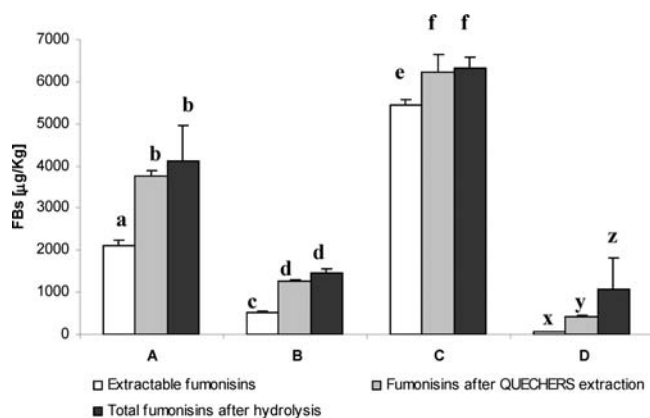 f f
7000
6000
e
5000
b
4000
b
3000
a
2000
d d
z
1000
c
x y
0
FBs [µg/Kg]
A B C D
Extractable fumonisins
Fumonisins after QUECHERS extraction
Total fumonisins after hydrolysis